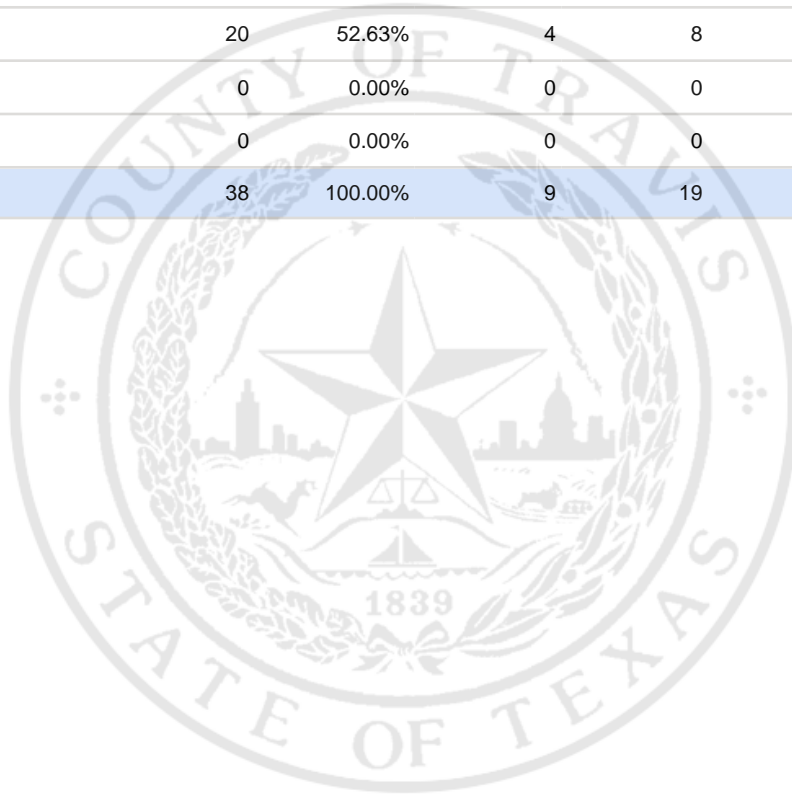 20 52.63% 4 8
0 0.00% 0 0
0 0.00% 0 0
38 100.00% 9 19
COUNTY OF TRAVIS
1839
STATE OF TEXAS